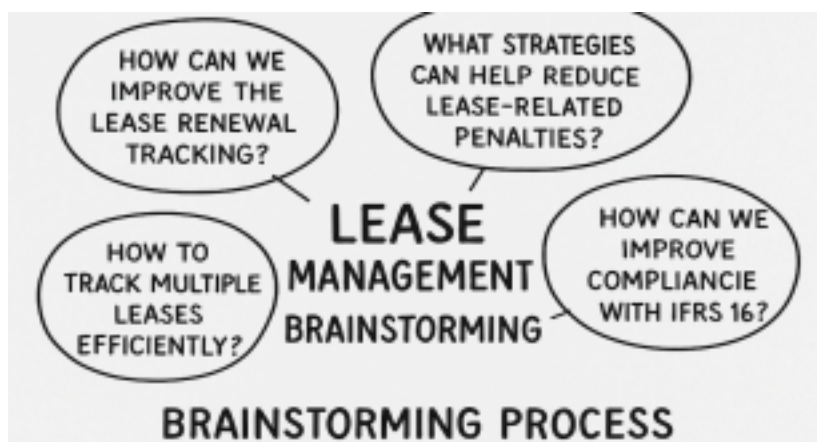 HOW CAN WE
IMPROVE THE
LEASE RENEWAL
TRACKING?
WHAT STRATEGIES
CAN HELP REDUCE
LEASE-RELATED
PENALTIES?
LEASE
MANAGEMENT
BRAINSTORMING
HOW TO
TRACK MULTIPLE
LEASES
EFFICIENTLY?
HOW CAN WE
IMPROVE
COMPLIANCIE
WITH IFRS 16?
BRAINSTORMING PROCESS